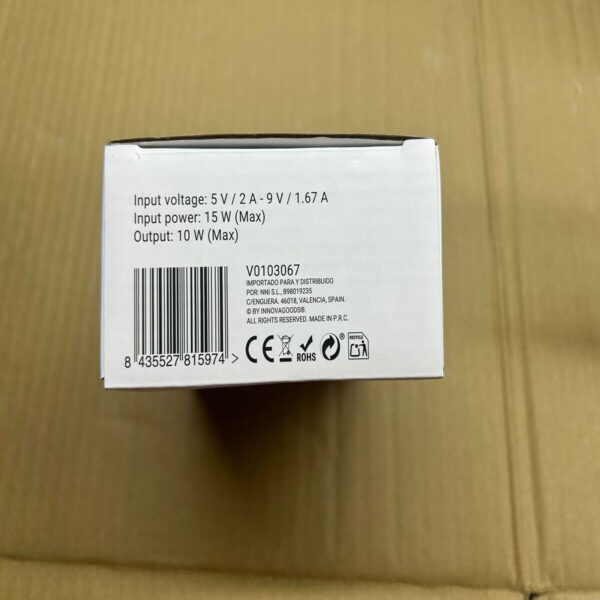 Input voltage: 5 V / 2 A - 9 V / 1.67 A
Input power: 15 W (Max)
Output: 10 W (Max)
V0103067
IMPORTADO PARA Y DISTRIBUIDO
POR: NNI S.L., B98019235
C/ENGUERA. 46018, VALENCIA, SPAIN.
© BY INNOVAGOODS®.
ALL RIGHTS RESERVED. MADE IN P.R.C.
8 435527 815974 >
CE ROHS ® RECYCLE